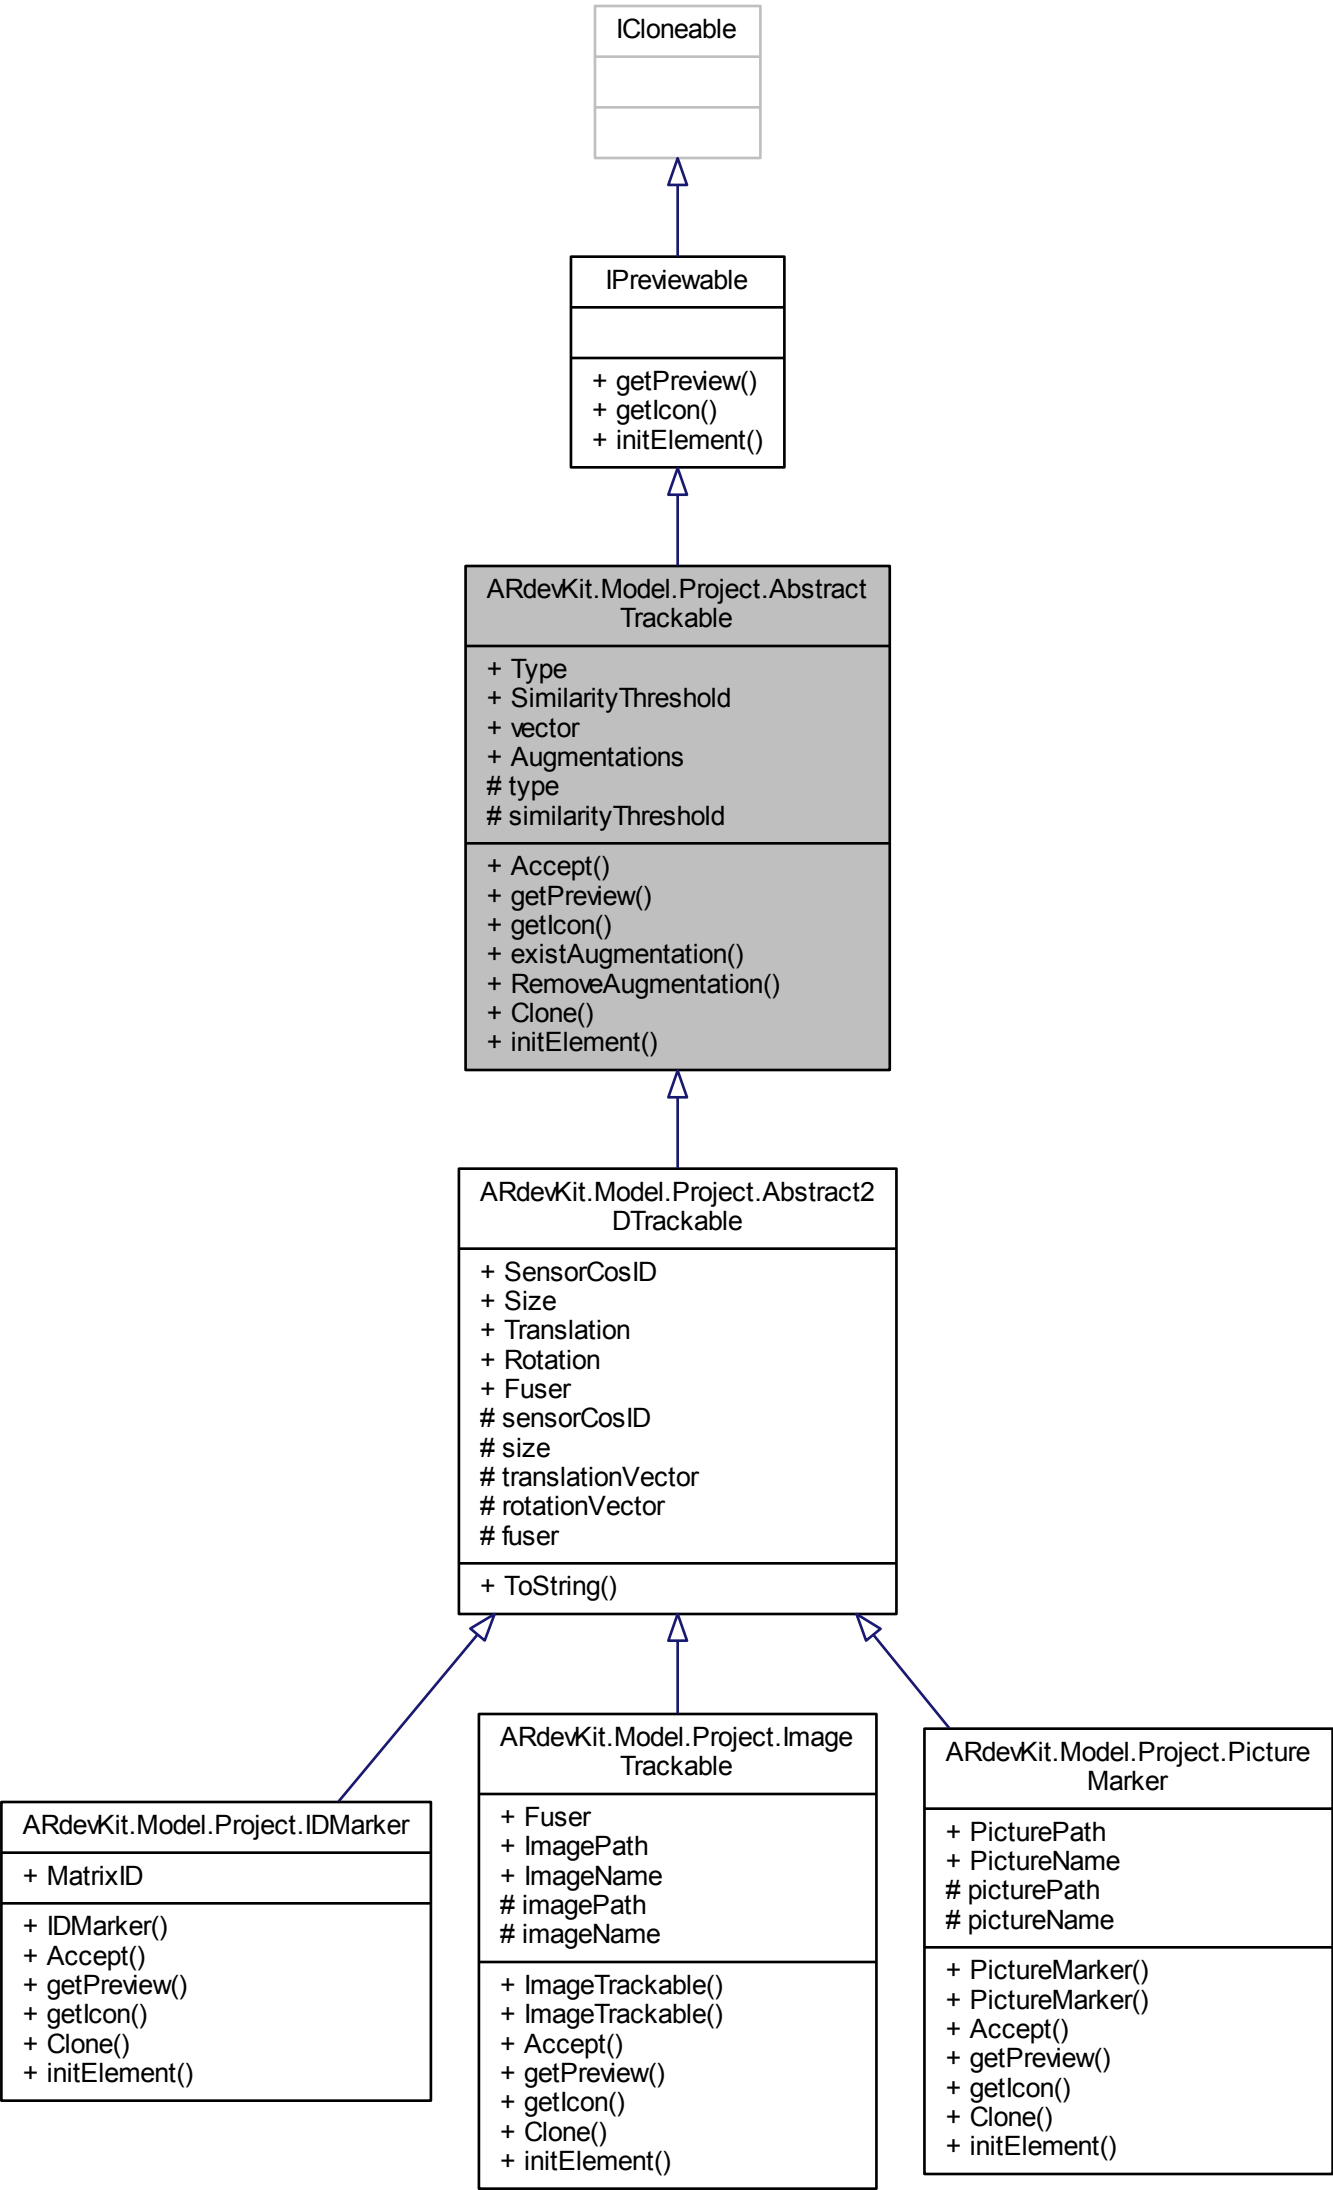 ICloneable
IPreviewable
+ getPreview()
+ getIcon()
+ initElement()
ARdevKit.Model.Project.Abstract
Trackable
+ Type
+ SimilarityThreshold
+ vector
+ Augmentations
# type
# similarityThreshold
+ Accept()
+ getPreview()
+ getIcon()
+ existAugmentation()
+ RemoveAugmentation()
+ Clone()
+ initElement()
ARdevKit.Model.Project.Abstract2
DTrackable
+ SensorCosID
+ Size
+ Translation
+ Rotation
+ Fuser
# sensorCosID
# size
# translationVector
# rotationVector
# fuser
+ ToString()
ARdevKit.Model.Project.IDMarker
+ MatrixID
+ IDMarker()
+ Accept()
+ getPreview()
+ getIcon()
+ Clone()
+ initElement()
ARdevKit.Model.Project.Image
Trackable
+ Fuser
+ ImagePath
+ ImageName
# imagePath
# imageName
+ ImageTrackable()
+ ImageTrackable()
+ Accept()
+ getPreview()
+ getIcon()
+ Clone()
+ initElement()
ARdevKit.Model.Project.Picture
Marker
+ PicturePath
+ PictureName
# picturePath
# pictureName
+ PictureMarker()
+ PictureMarker()
+ Accept()
+ getPreview()
+ getIcon()
+ Clone()
+ initElement()